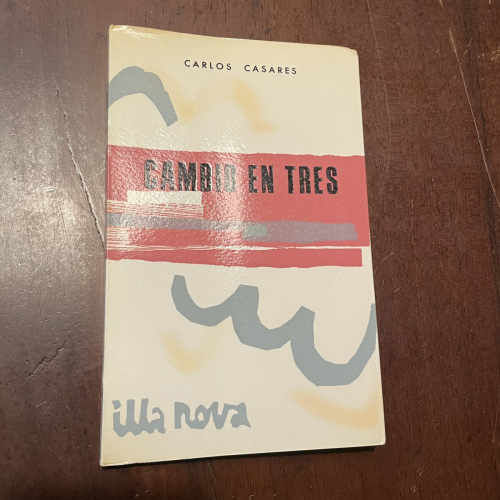 CARLOS CASARES
CAMBIO EN TRES
illa nova